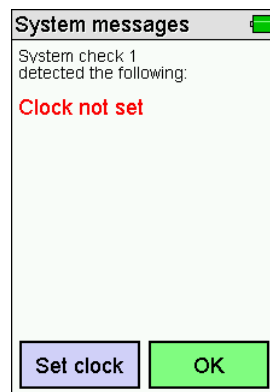 System messages
System check 1
detected the following:
Clock not set
Set clock
OK